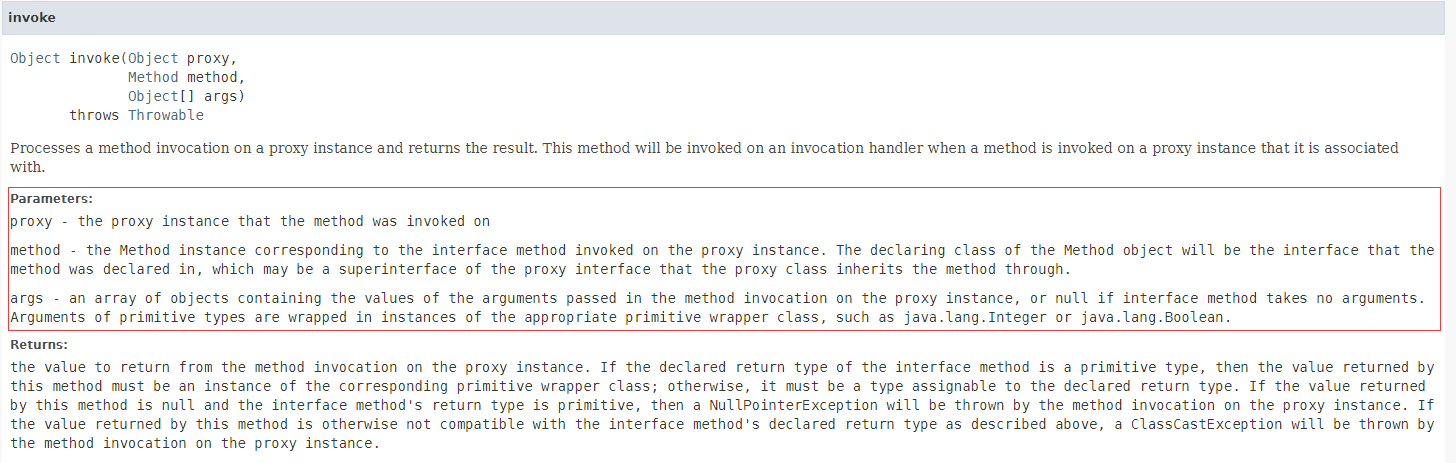 invoke
Object invoke(Object proxy,
Method method,
Object[] args)
throws Throwable
Processes a method invocation on a proxy instance and returns the result. This method will be invoked on an invocation handler when a method is invoked on a proxy instance that it is associated
with.
Parameters:
proxy - the proxy instance that the method was invoked on
method - the Method instance corresponding to the interface method invoked on the proxy instance. The declaring class of the Method object will be the interface that the
method was declared in, which may be a superinterface of the proxy interface that the proxy class inherits the method through.
args - an array of objects containing the values of the arguments passed in the method invocation on the proxy instance, or null if interface method takes no arguments.
Arguments of primitive types are wrapped in instances of the appropriate primitive wrapper class, such as java.lang.Integer or java.lang.Boolean.
Returns:
the value to return from the method invocation on the proxy instance. If the declared return type of the interface method is a primitive type, then the value returned by
this method must be an instance of the corresponding primitive wrapper class; otherwise, it must be a type assignable to the declared return type. If the value returned
by this method is null and the interface method's return type is primitive, then a NullPointerException will be thrown by the method invocation on the proxy instance. If
the value returned by this method is otherwise not compatible with the interface method's declared return type as described above, a ClassCastException will be thrown by
the method invocation on the proxy instance.